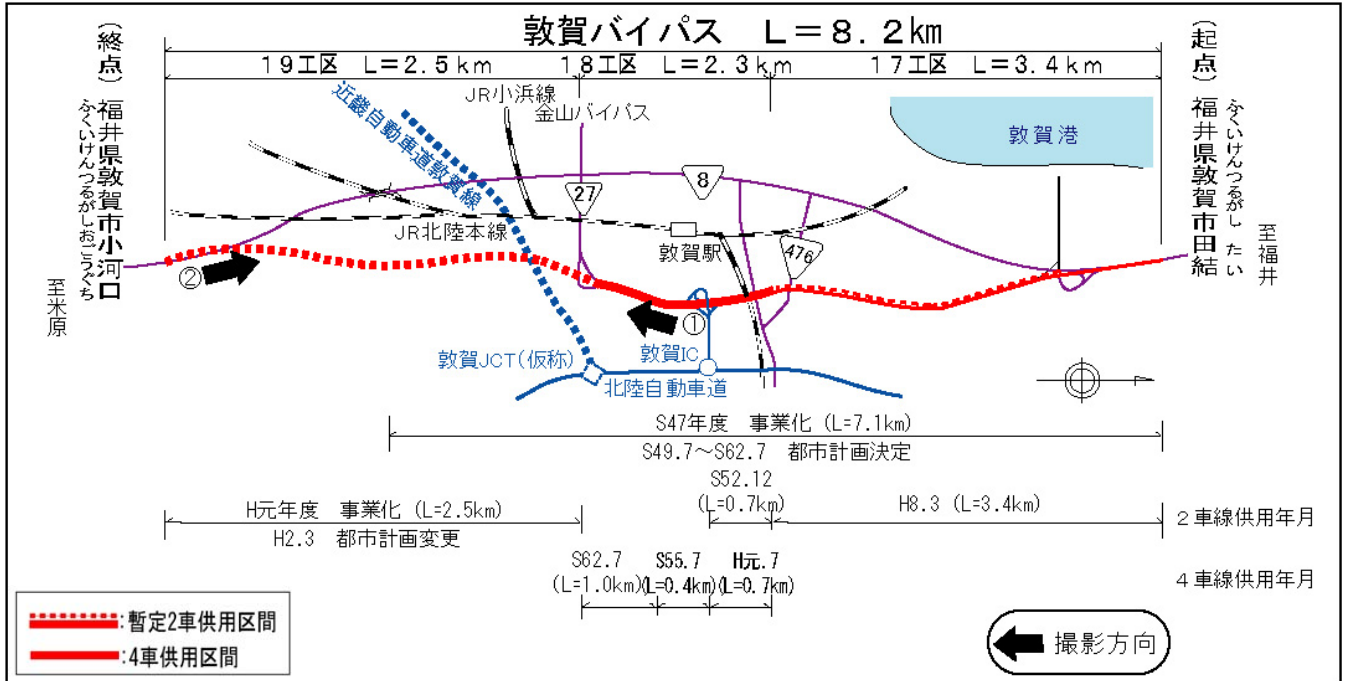 敦賀バイパス L=8.2km
19工区 L=2.5km
18工区 L=2.3km
17工区 L=3.4km
(終点)
福井県敦賀市小河口
ふくいけんつるがしおごうぐち
至米原
(起点)
福井県敦賀市田結
ふくいけんつるがし たい
至福井
近畿自動車道敦賀線
JR小浜線
金山バイパス
敦賀港
27
8
476
JR北陸本線
敦賀駅
②
①
敦賀JCT(仮称)
敦賀IC
北陸自動車道
S47年度 事業化 (L=7.1km)
S49.7～S62.7 都市計画決定
S52.12
(L=0.7km)
H8.3 (L=3.4km)
2車線供用年月
H元年度 事業化 (L=2.5km)
H2.3 都市計画変更
S62.7
(L=1.0km)
S55.7
(L=0.4km)
H元.7
(L=0.7km)
4車線供用年月
:暫定2車供用区間
:4車供用区間
撮影方向